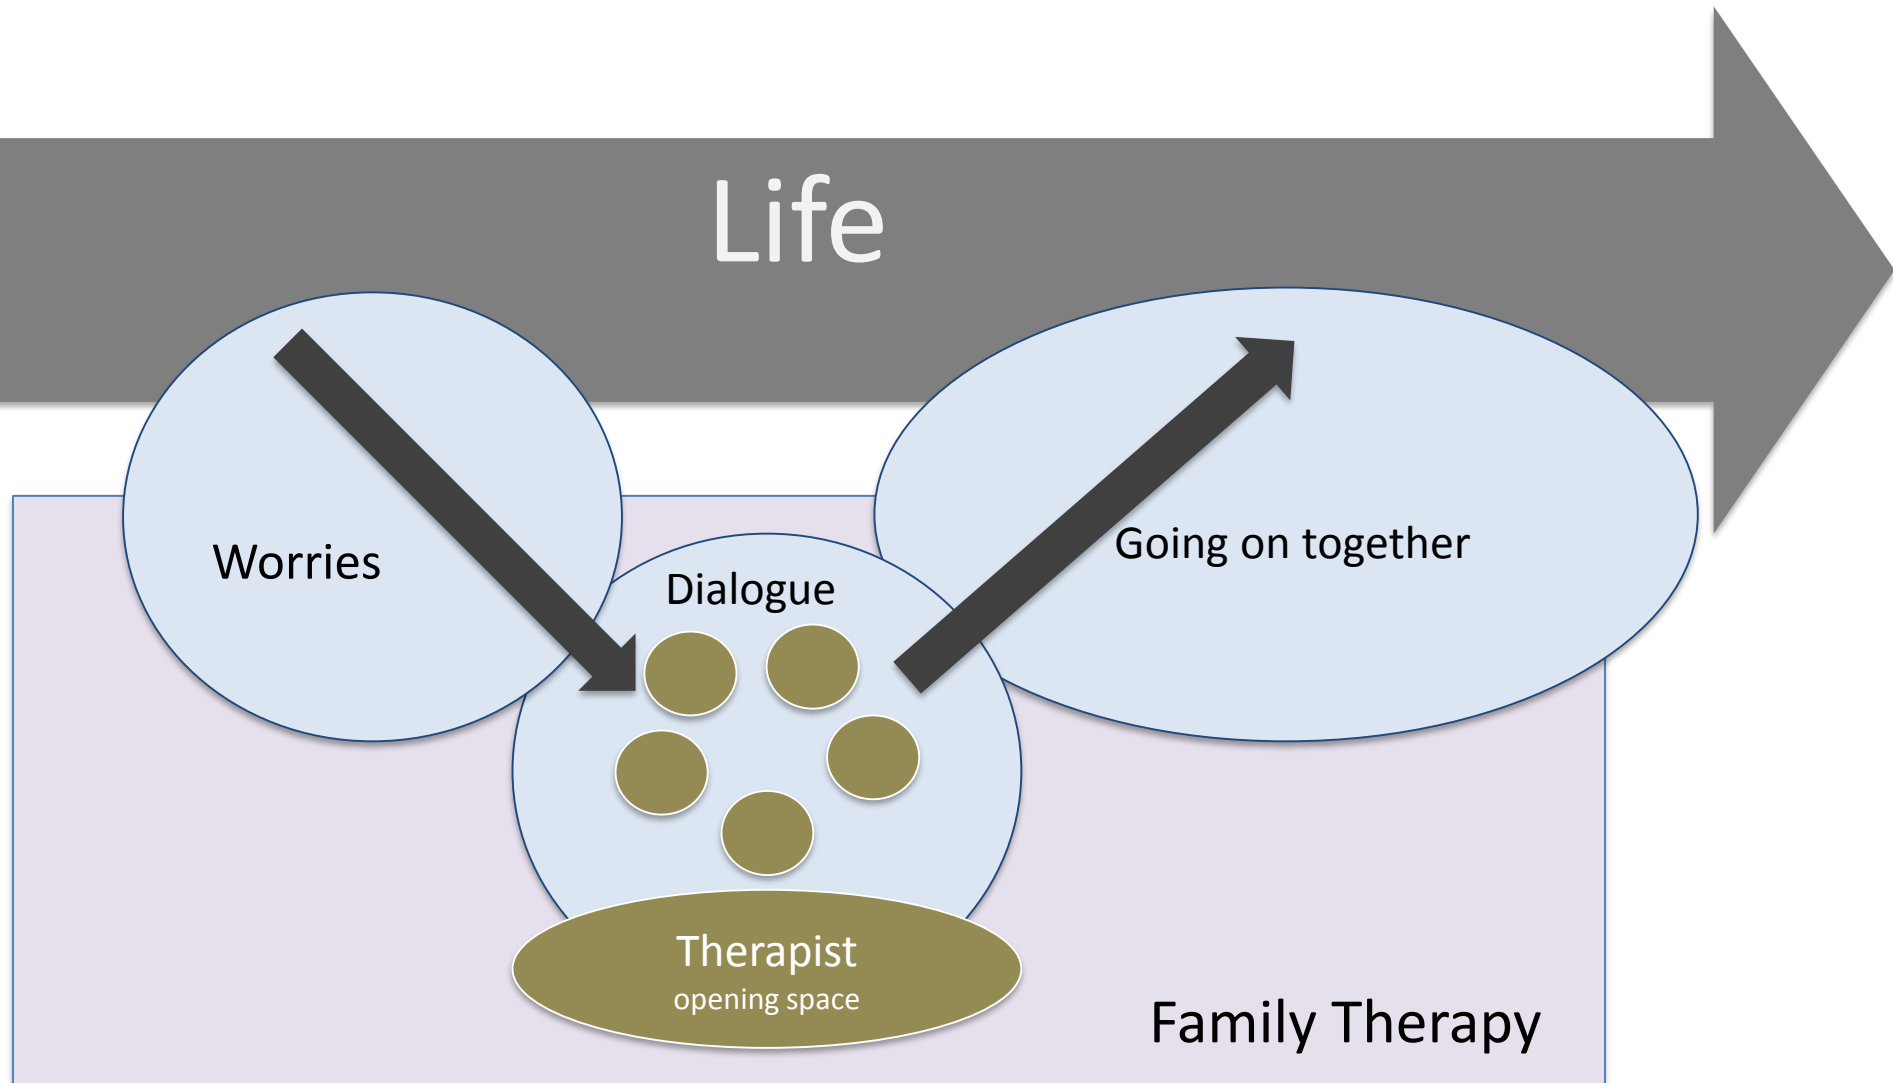 Life
Worries
Dialogue
Going on together
Therapist
opening space
Family Therapy